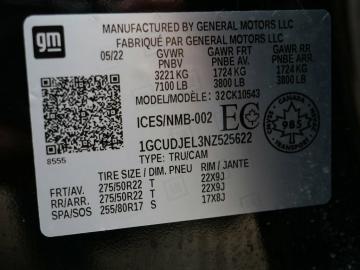 gm
MANUFACTURED BY GENERAL MOTORS LLC
FABRIQUÉ PAR GENERAL MOTORS LLC
05/22 GVWR GAWR FRT GAWR RR
PNBV PNBE AV. PNBE ARR.
3221 KG 1724 KG 1724 KG
7100 LB 3800 LB 3800 LB
MODEL/MODÈLE: 32CK10543
ICES/NMB-002 EC
CANADA
985
1GCUDJEL3NZ525622
8555
TYPE: TRU/CAM
TIRE SIZE / DIM. PNEU RIM / JANTE
FRT/AV. 275/50R22 T 22X9J
RR/ARR. 275/50R22 T 22X9J
SPA/SOS 255/80R17 S 17X8J